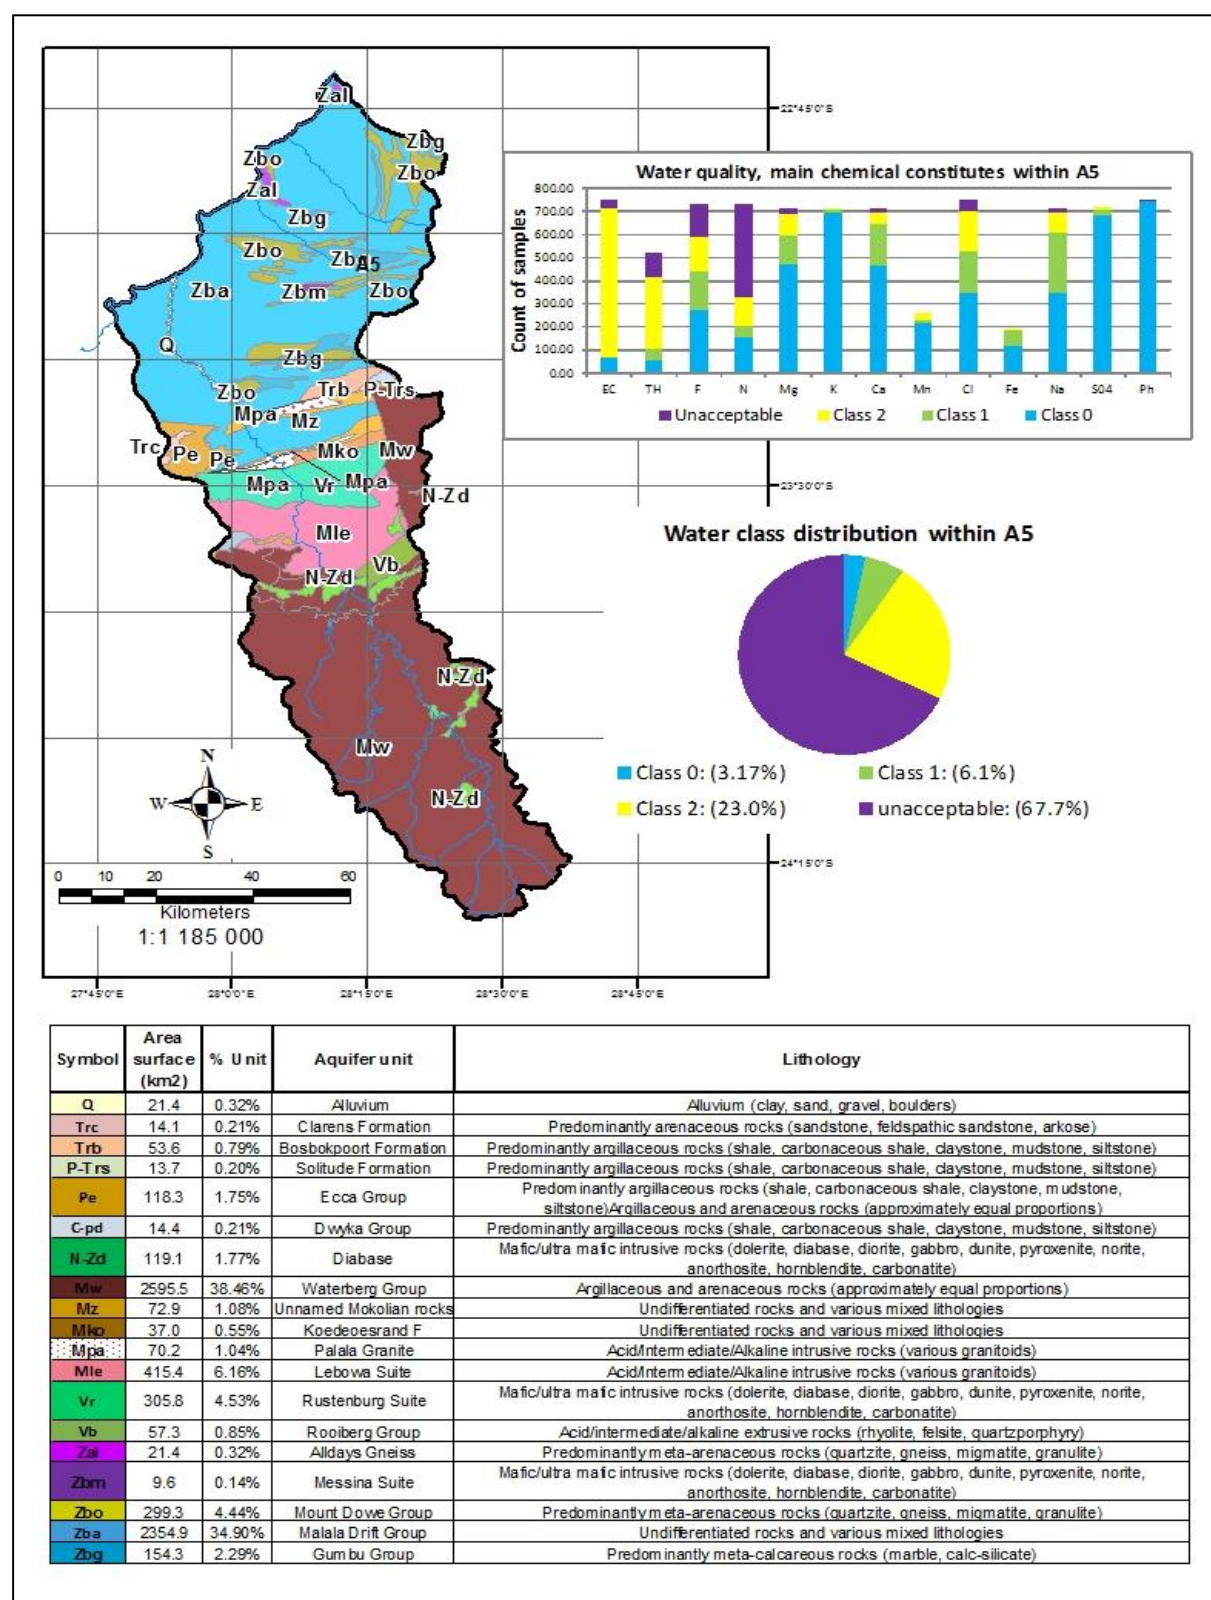 Zal
Zbg
Zbo
Zbo
Zal
Zbg
Zbo
Zbg
A5
Zba
Zbm
Zbo
Q
Zbg
Zbo
Trb
P-Trs
Mpa
Mz
Trc
Pe
Pe
Mko
Mw
Mpa
Vr
Mpa
N-Zd
Mle
Vb
N-Zd
N-Zd
Mw
N-Zd
N
W
E
S
0 10 20 40 60
Kilometers
1:1 185 000
22°45'0"S
23°30'0"S
24°15'0"S
27°45'0"E 28°0'0"E 28°15'0"E 28°30'0"E 28°45'0"E
Water quality, main chemical constitutes within A5
Count of samples
800.00
700.00
600.00
500.00
400.00
300.00
200.00
100.00
0.00
EC TH F N Mg K Ca Mn Cl Fe Na S04 Ph
Unacceptable Class 2 Class 1 Class 0
Water class distribution within A5
Class 0: (3.17%) Class 1: (6.1%)
Class 2: (23.0%) unacceptable: (67.7%)
Symbol Area surface (km2) % Unit Aquifer unit Lithology
Q 21.4 0.32% Alluvium Alluvium (clay, sand, gravel, boulders)
Trc 14.1 0.21% Clarens Formation Predominantly arenaceous rocks (sandstone, feldspathic sandstone, arkose)
Trb 53.6 0.79% Bosbokpoort Formation Predominantly argillaceous rocks (shale, carbonaceous shale, claystone, mudstone, siltstone)
P-Trs 13.7 0.20% Solitude Formation Predominantly argillaceous rocks (shale, carbonaceous shale, claystone, mudstone, siltstone)
Pe 118.3 1.75% Ecca Group Predominantly argillaceous rocks (shale, carbonaceous shale, claystone, mudstone,
siltstone)Argillaceous and arenaceous rocks (approximately equal proportions)
C-pd 14.4 0.21% Dwyka Group Predominantly argillaceous rocks (shale, carbonaceous shale, claystone, mudstone, siltstone)
N-Zd 119.1 1.77% Diabase Mafic/ultra mafic intrusive rocks (dolerite, diabase, diorite, gabbro, dunite, pyroxenite, norite,
anorthosite, hornblendite, carbonatite)
Mw 2595.5 38.46% Waterberg Group Argillaceous and arenaceous rocks (approximately equal proportions)
Mz 72.9 1.08% Unnamed Mokolian rocks Undifferentiated rocks and various mixed lithologies
Mko 37.0 0.55% Koedoesrand F Undifferentiated rocks and various mixed lithologies
Mpa 70.2 1.04% Palala Granite Acid/Intermediate/Alkaline intrusive rocks (various granitoids)
Mle 415.4 6.16% Lebowa Suite Acid/Intermediate/Alkaline intrusive rocks (various granitoids)
Vr 305.8 4.53% Rustenburg Suite Mafic/ultra mafic intrusive rocks (dolerite, diabase, diorite, gabbro, dunite, pyroxenite, norite,
anorthosite, hornblendite, carbonatite)
Vb 57.3 0.85% Rooiberg Group Acid/intermediate/alkaline extrusive rocks (rhyolite, felsite, quartzporphyry)
Zal 21.4 0.32% Alldays Gneiss Predominantly meta-arenaceous rocks (quartzite, gneiss, migmatite, granulite)
Zbm 9.6 0.14% Messina Suite Mafic/ultra mafic intrusive rocks (dolerite, diabase, diorite, gabbro, dunite, pyroxenite, norite,
anorthosite, hornblendite, carbonatite)
Zbo 299.3 4.44% Mount Dowe Group Predominantly meta-arenaceous rocks (quartzite, gneiss, migmatite, granulite)
Zba 2354.9 34.90% Malala Drift Group Undifferentiated rocks and various mixed lithologies
Zbg 154.3 2.29% Gumbu Group Predominantly meta-calcareous rocks (marble, calc-silicate)